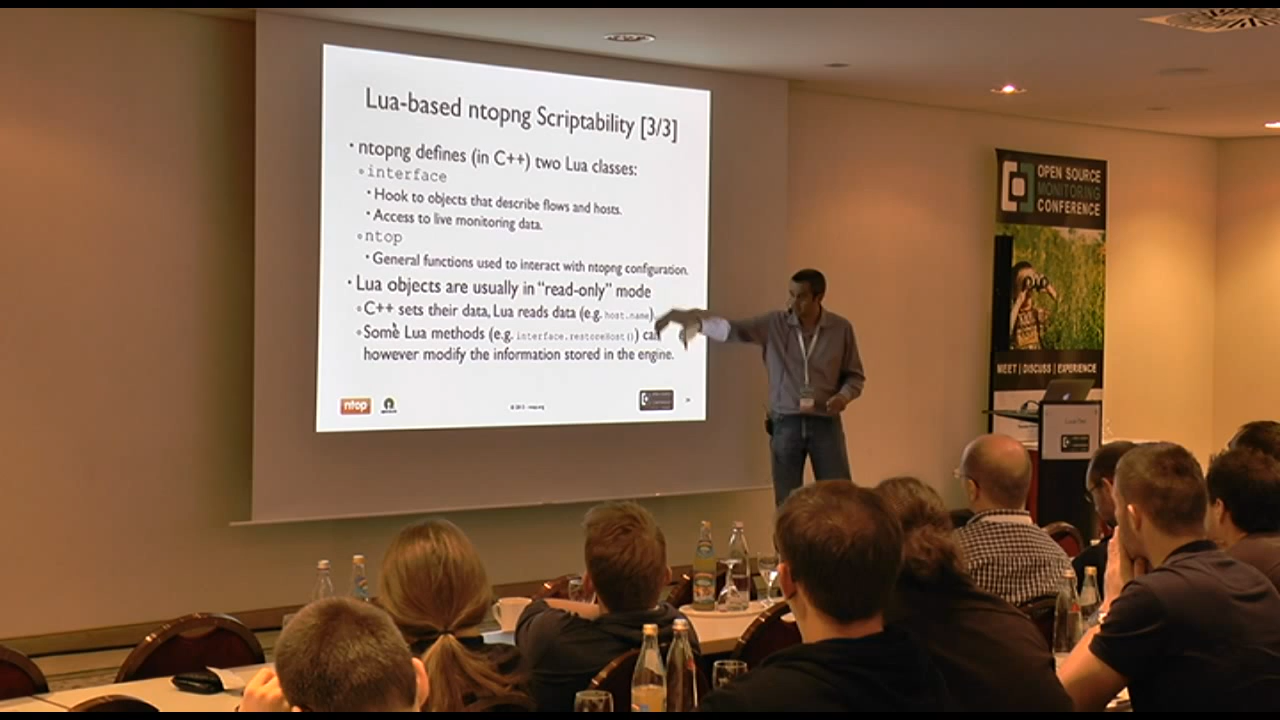 Lua-based ntopng Scriptability [3/3]
• ntopng defines (in C++) two Lua classes:
◦ interface
• Hook to objects that describe flows and hosts.
• Access to live monitoring data.
◦ ntop
• General functions used to interact with ntopng configuration.
• Lua objects are usually in “read-only” mode
◦ C++ sets their data, Lua reads data (e.g. host.name).
◦ Some Lua methods (e.g. interface.restoreHost()) can
however modify the information stored in the engine.
ntop
OPEN SOURCE
MONITORING
CONFERENCE
MEET | DISCUSS | EXPERIENCE